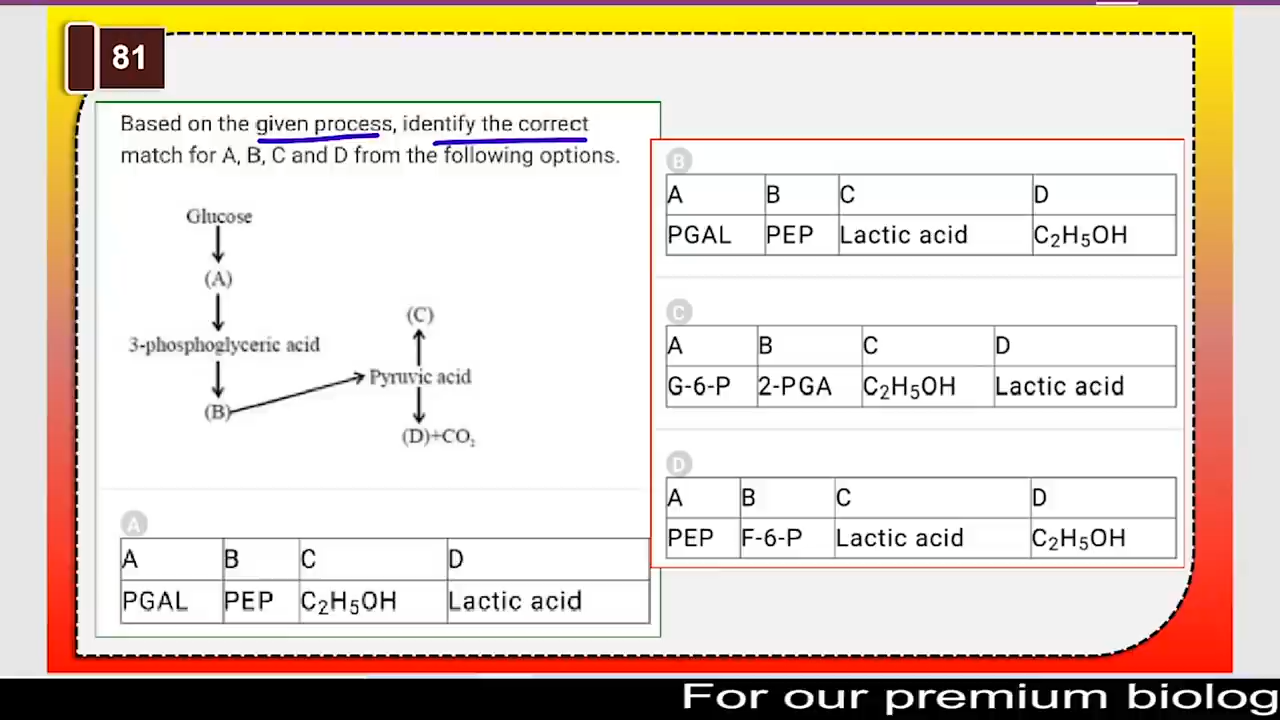 81
Based on the given process, identify the correct
match for A, B, C and D from the following options.
Glucose
(A)
3-phosphoglyceric acid
(B)
(C)
Pyruvic acid
(D)+CO₂
A
A B C D
PGAL PEP C₂H₅OH Lactic acid
B
A B C D
PGAL PEP Lactic acid C₂H₅OH
C
A B C D
G-6-P 2-PGA C₂H₅OH Lactic acid
D
A B C D
PEP F-6-P Lactic acid C₂H₅OH
For our premium biolog